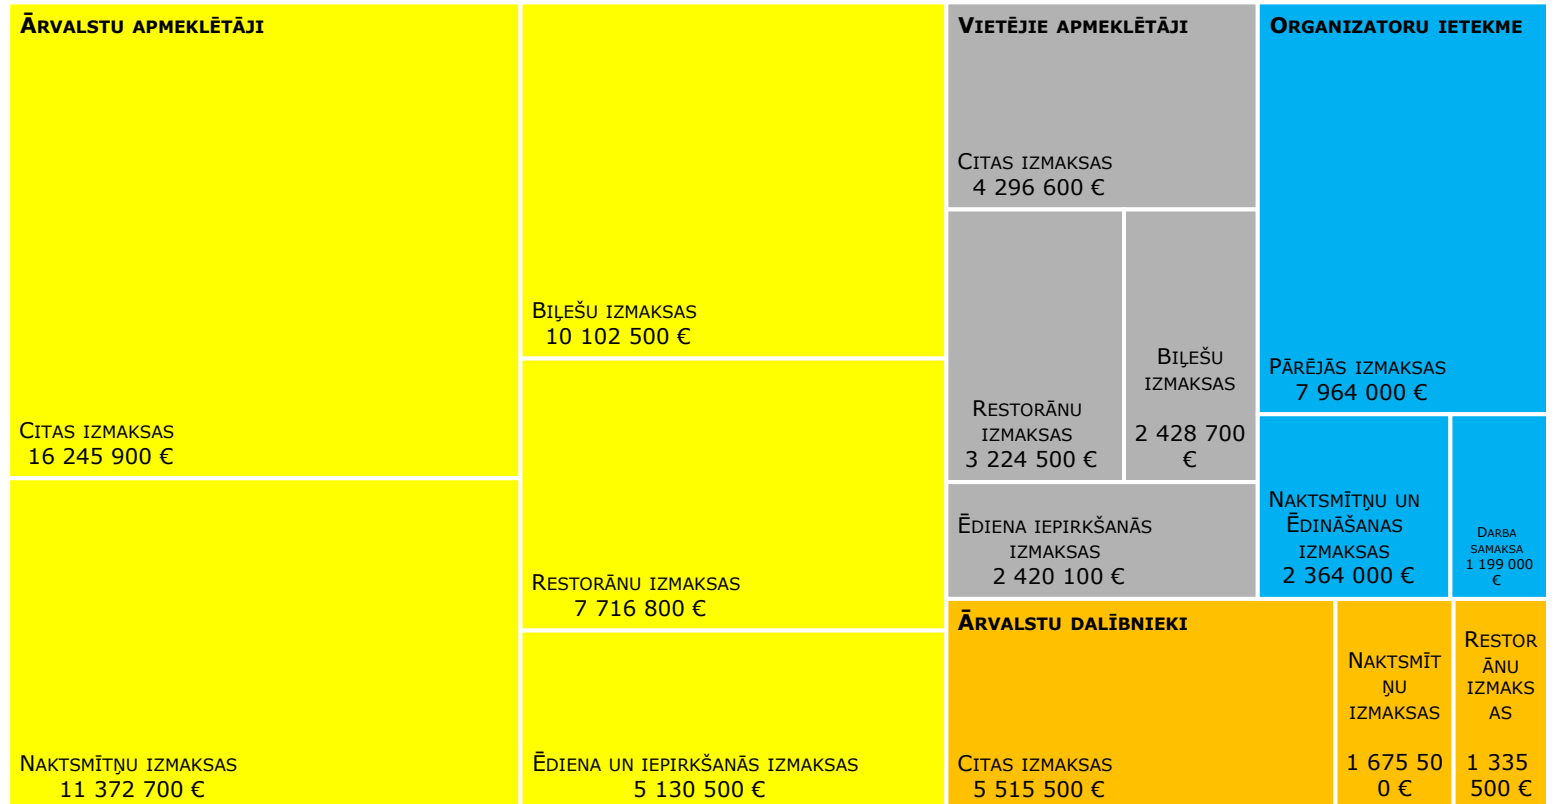 ĀRVALSTU APMEKLĒTĀJI
CITAS IZMAKSAS
16 245 900 €
NAKTSMĪTŅU IZMAKSAS
11 372 700 €
BIĻEŠU IZMAKSAS
10 102 500 €
RESTORĀNU IZMAKSAS
7 716 800 €
ĒDIENA UN IEPIRKŠANĀS IZMAKSAS
5 130 500 €
VIETĒJIE APMEKLĒTĀJI
CITAS IZMAKSAS
4 296 600 €
RESTORĀNU
IZMAKSAS
3 224 500 €
BIĻEŠU
IZMAKSAS
2 428 700
€
ĒDIENA IEPIRKŠANĀS
IZMAKSAS
2 420 100 €
ORGANIZATORU IETEKME
PĀRĒJĀS IZMAKSAS
7 964 000 €
NAKTSMĪTŅU UN
ĒDINĀŠANAS
IZMAKSAS
2 364 000 €
DARBA
SAMAKSA
1 199 000
€
ĀRVALSTU DALĪBNIEKI
CITAS IZMAKSAS
5 515 500 €
NAKTSMĪT
ŅU
IZMAKSAS
1 675 50
0 €
RESTOR
ĀNU
IZMAKS
AS
1 335
500 €